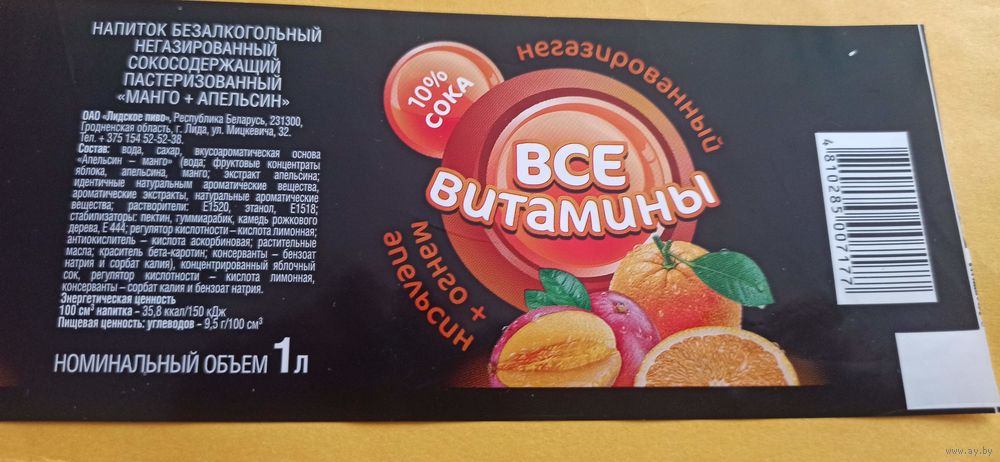 НАПИТОК БЕЗАЛКОГОЛЬНЫЙ
НЕГАЗИРОВАННЫЙ
СОКОСОДЕРЖАЩИЙ
ПАСТЕРИЗОВАННЫЙ
«МАНГО + АПЕЛЬСИН»
ОАО «Лидское пиво», Республика Беларусь, 231300,
Гродненская область, г. Лида, ул. Мицкевича, 32.
Тел. + 375 154 52-52-38.
Состав: вода, сахар, вкусоароматическая основа
«Апельсин – манго» (вода; фруктовые концентраты
яблока, апельсина, манго; экстракт апельсина;
идентичные натуральным ароматические вещества,
ароматические экстракты, натуральные ароматические
вещества; растворители: Е1520, этанол, Е1518;
стабилизаторы: пектин, гуммиарабик, камедь рожкового
дерева, Е 444; регулятор кислотности – кислота лимонная;
антиокислитель – кислота аскорбиновая; растительные
масла; краситель бета-каротин; консерванты – бензоат
натрия и сорбат калия), концентрированный яблочный
сок, регулятор кислотности – кислота лимонная,
консерванты – сорбат калия и бензоат натрия.
Энергетическая ценность
100 см³ напитка – 35,8 ккал/150 кДж
Пищевая ценность: углеводов – 9,5 г/100 см³
НОМИНАЛЬНЫЙ ОБЪЕМ 1 л
10%
СОКА
негазированный
ВСЕ
витамины
манго +
апельсин
4810285007177
www.ay.by